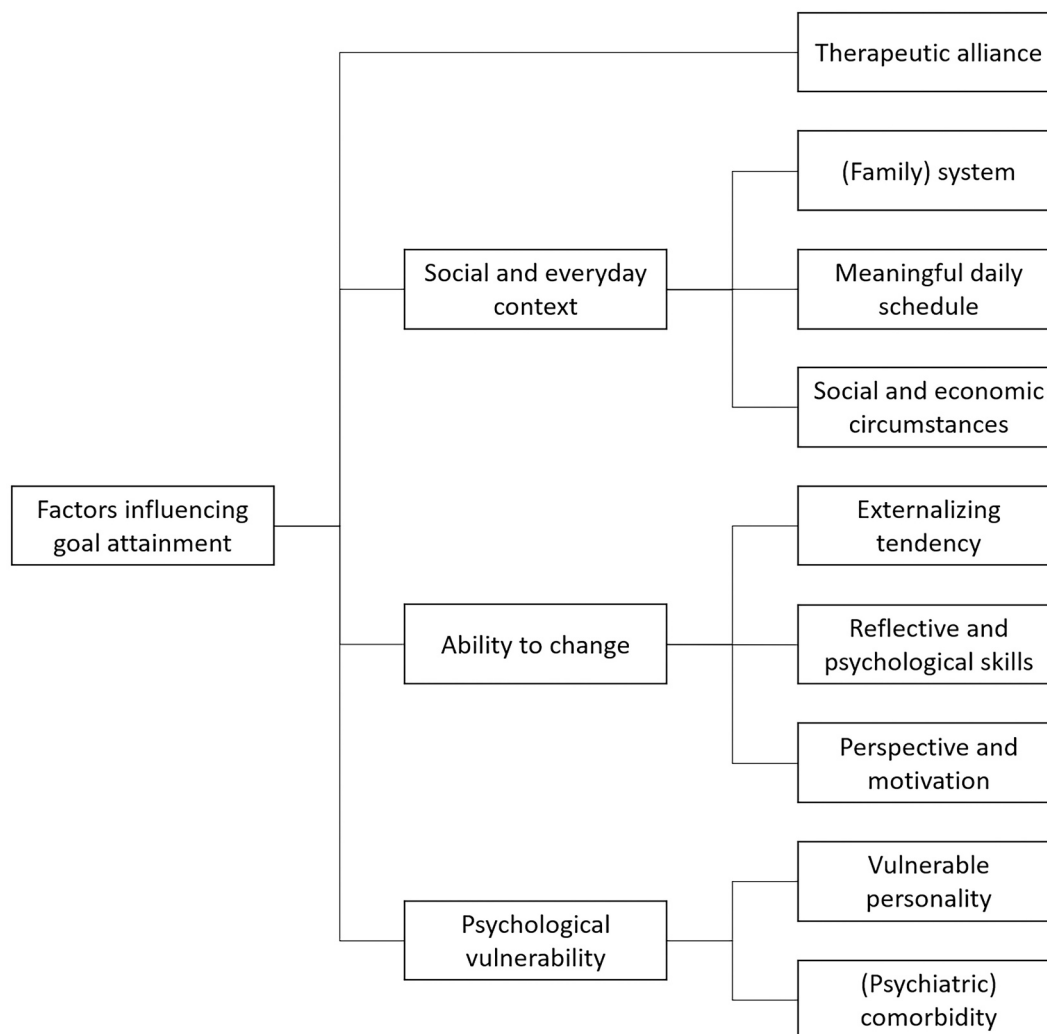 Therapeutic alliance
(Family) system
Social and everyday
context
Meaningful daily
schedule
Social and economic
circumstances
Factors influencing
goal attainment
Externalizing
tendency
Ability to change
Reflective and
psychological skills
Perspective and
motivation
Vulnerable
personality
Psychological
vulnerability
(Psychiatric)
comorbidity